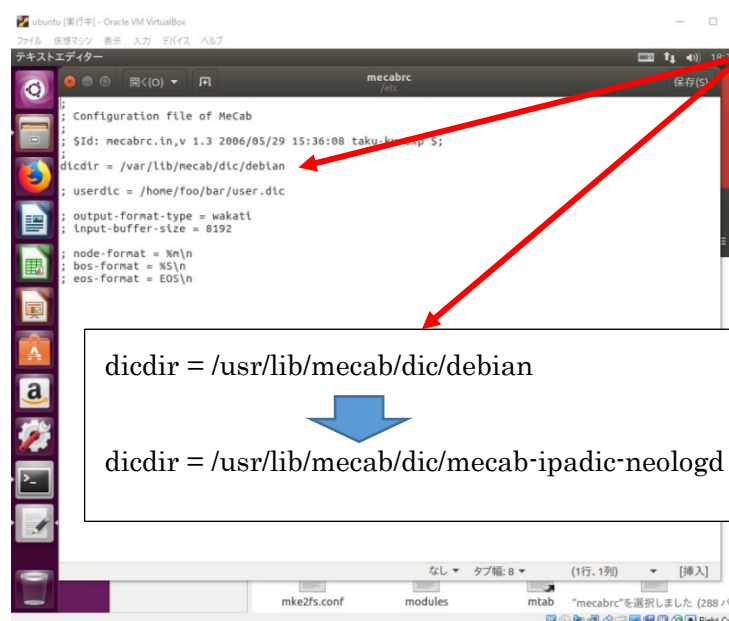 ubuntu [実行中] - Oracle VM VirtualBox
ファイル 仮想マシン 表示 入力 デバイス ヘルプ
テキストエディター
開く(O)
mecabrc
/etc
保存(S)
;
; Configuration file of MeCab
;
; $Id: mecabrc.in,v 1.3 2006/05/29 15:36:08 $;
;
dicdir = /var/lib/mecab/dic/debian
; userdic = /home/foo/bar/user.dic
; output-format-type = wakati
; input-buffer-size = 8192
; node-format = %m\n
; bos-format = %S\n
; eos-format = EOS\n
dicdir = /usr/lib/mecab/dic/debian
dicdir = /usr/lib/mecab/dic/mecab-ipadic-neologd
なし タブ幅: 8 (1行、1列) [挿入]
mke2fs.conf modules mtab "mecabrc"を選択しました (288